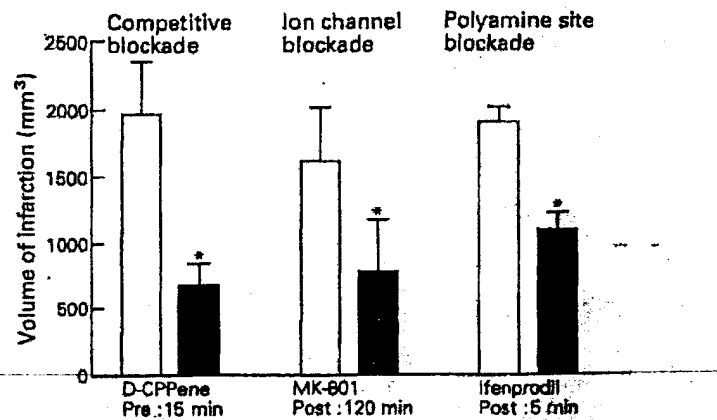 Competitive blockade
Ion channel blockade
Polyamine site blockade
Volume of infarction (mm³)
2500
2000
1500
1000
500
0
*
*
*
D-CPPene
Pre :15 min
MK-801
Post :120 min
Ifenprodil
Post :5 min